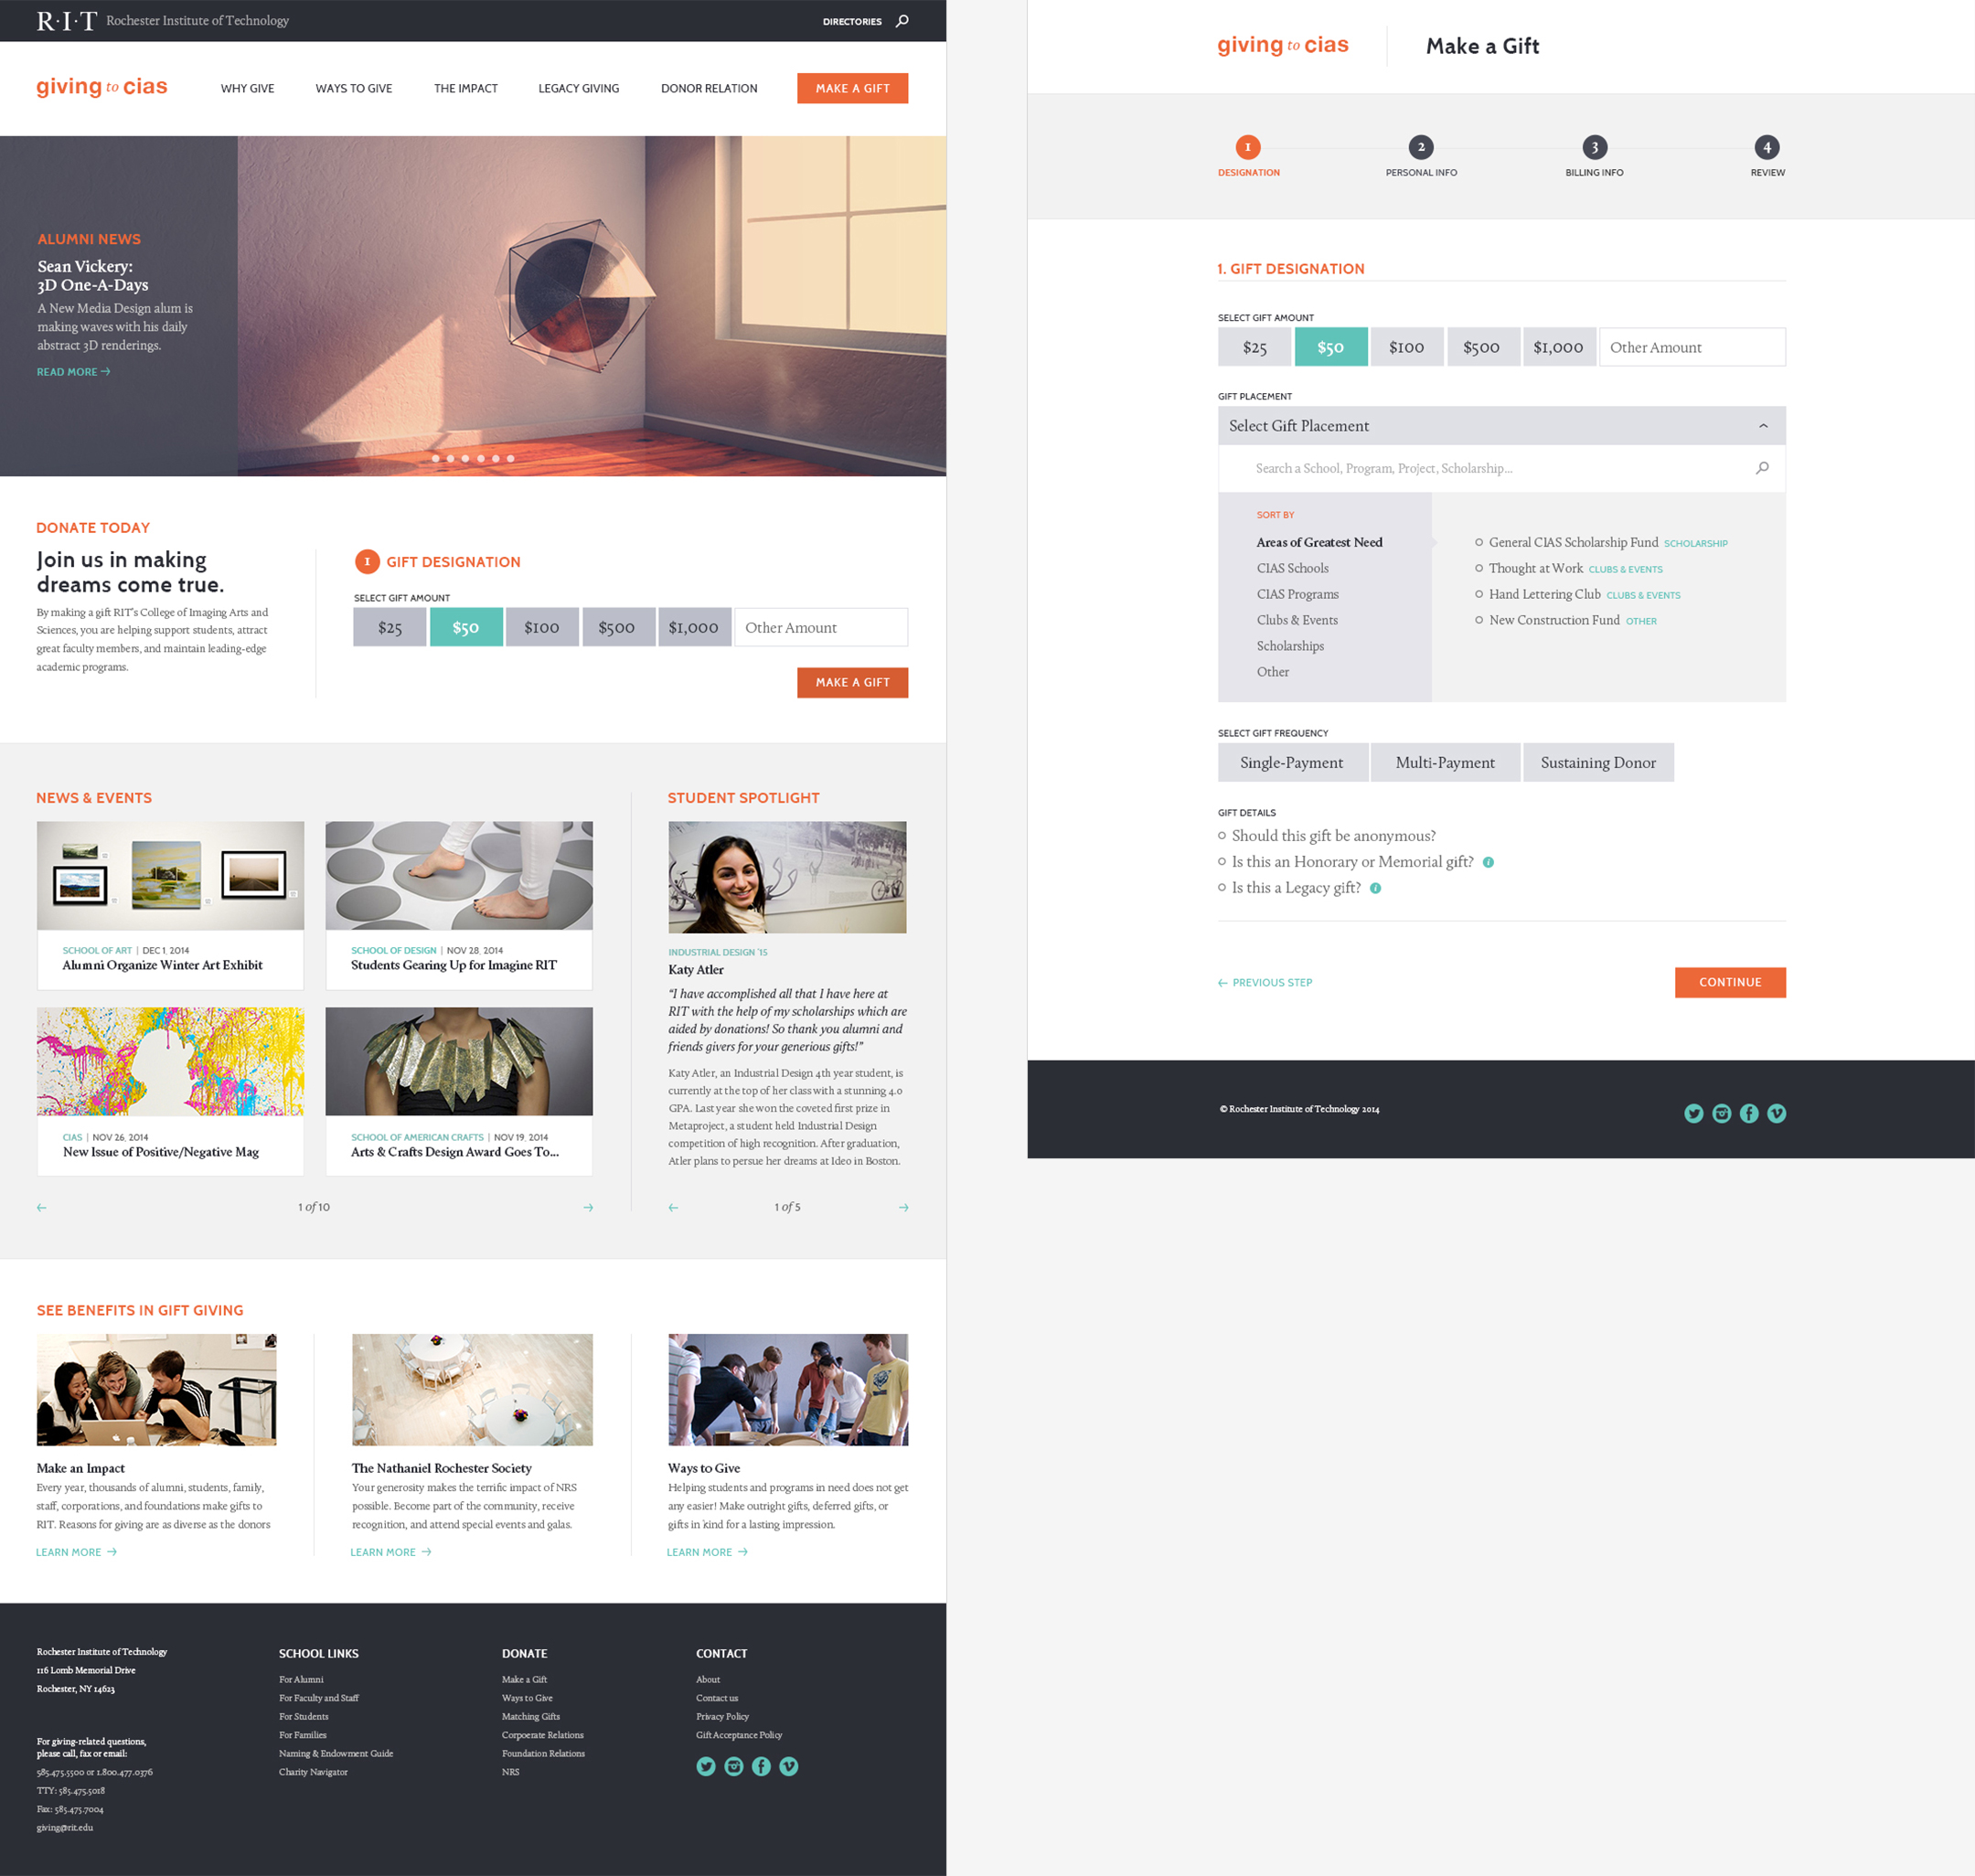 R·I·T Rochester Institute of Technology
DIRECTORIES
giving to cias
WHY GIVE
WAYS TO GIVE
THE IMPACT
LEGACY GIVING
DONOR RELATION
MAKE A GIFT
ALUMNI NEWS
Sean Vickery:
3D One-A-Days
A New Media Design alum is
making waves with his daily
abstract 3D renderings.
READ MORE →
DONATE TODAY
Join us in making
dreams come true.
By making a gift RIT's College of Imaging Arts and
Sciences, you are helping support students, attract
great faculty members, and maintain leading-edge
academic programs.
1 GIFT DESIGNATION
SELECT GIFT AMOUNT
$25
$50
$100
$500
$1,000
Other Amount
MAKE A GIFT
NEWS & EVENTS
SCHOOL OF ART | DEC 1, 2014
Alumni Organize Winter Art Exhibit
SCHOOL OF DESIGN | NOV 28, 2014
Students Gearing Up for Imagine RIT
CIAS | NOV 26, 2014
New Issue of Positive/Negative Mag
SCHOOL OF AMERICAN CRAFTS | NOV 19, 2014
Arts & Crafts Design Award Goes To...
← 1 of 10 →
STUDENT SPOTLIGHT
INDUSTRIAL DESIGN '15
Katy Atler
"I have accomplished all that I have here at
RIT with the help of my scholarships which are
aided by donations! So thank you alumni and
friends givers for your generious gifts!"
Katy Atler, an Industrial Design 4th year student, is
currently at the top of her class with a stunning 4.0
GPA. Last year she won the coveted first prize in
Metaproject, a student held Industrial Design
competition of high recognition. After graduation,
Atler plans to persue her dreams at Ideo in Boston.
← 1 of 5 →
SEE BENEFITS IN GIFT GIVING
Make an Impact
Every year, thousands of alumni, students, family,
staff, corporations, and foundations make gifts to
RIT. Reasons for giving are as diverse as the donors
LEARN MORE →
The Nathaniel Rochester Society
Your generosity makes the terrific impact of NRS
possible. Become part of the community, receive
recognition, and attend special events and galas.
LEARN MORE →
Ways to Give
Helping students and programs in need does not get
any easier! Make outright gifts, deferred gifts, or
gifts in kind for a lasting impression.
LEARN MORE →
Rochester Institute of Technology
116 Lomb Memorial Drive
Rochester, NY 14623
For giving-related questions,
please call, fax or email:
585.475.5500 or 1.800.477.0376
TTY: 585.475.5018
Fax: 585.475.7004
giving@rit.edu
SCHOOL LINKS
For Alumni
For Faculty and Staff
For Students
For Families
Naming & Endowment Guide
Charity Navigator
DONATE
Make a Gift
Ways to Give
Matching Gifts
Corpoerate Relations
Foundation Relations
NRS
CONTACT
About
Contact us
Privacy Policy
Gift Acceptance Policy
giving to cias
Make a Gift
1
DESIGNATION
2
PERSONAL INFO
3
BILLING INFO
4
REVIEW
1. GIFT DESIGNATION
SELECT GIFT AMOUNT
$25
$50
$100
$500
$1,000
Other Amount
GIFT PLACEMENT
Select Gift Placement
Search a School, Program, Project, Scholarship...
SORT BY
Areas of Greatest Need
CIAS Schools
CIAS Programs
Clubs & Events
Scholarships
Other
General CIAS Scholarship Fund SCHOLARSHIP
Thought at Work CLUBS & EVENTS
Hand Lettering Club CLUBS & EVENTS
New Construction Fund OTHER
SELECT GIFT FREQUENCY
Single-Payment
Multi-Payment
Sustaining Donor
GIFT DETAILS
Should this gift be anonymous?
Is this an Honorary or Memorial gift? i
Is this a Legacy gift? i
← PREVIOUS STEP
CONTINUE
© Rochester Institute of Technology 2014